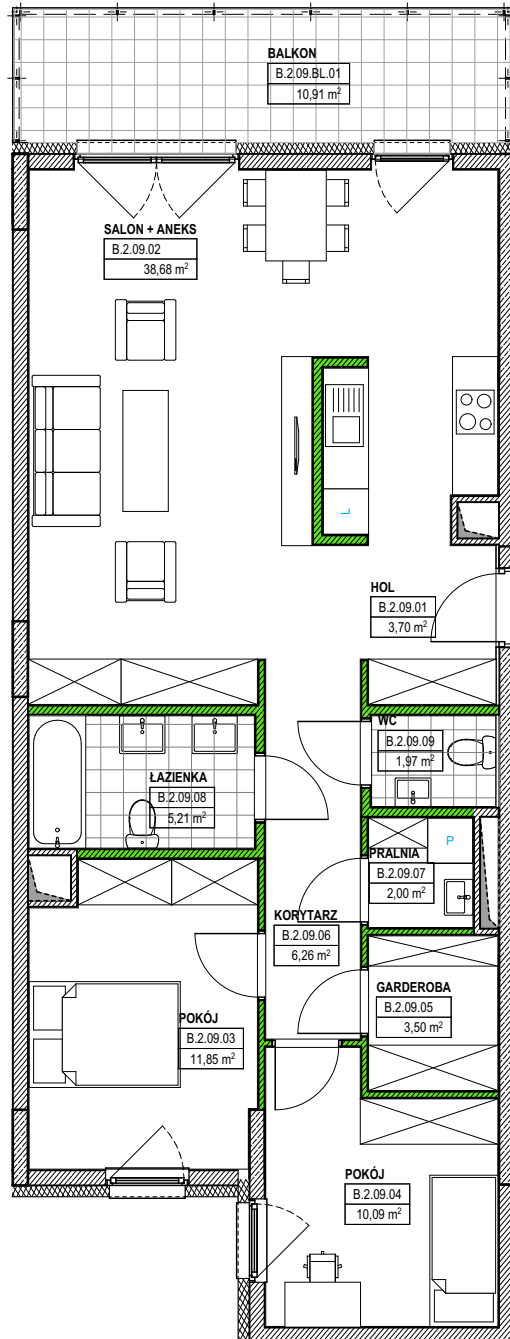 BALKON
B.2.09.BL.01
10,91 m²
SALON + ANEKS
B.2.09.02
38,68 m²
L
HOL
B.2.09.01
3,70 m²
WC
B.2.09.09
1,97 m²
ŁAZIENKA
B.2.09.08
5,21 m²
P
PRALNIA
B.2.09.07
2,00 m²
KORYTARZ
B.2.09.06
6,26 m²
GARDEROBA
B.2.09.05
3,50 m²
POKÓJ
B.2.09.03
11,85 m²
POKÓJ
B.2.09.04
10,09 m²